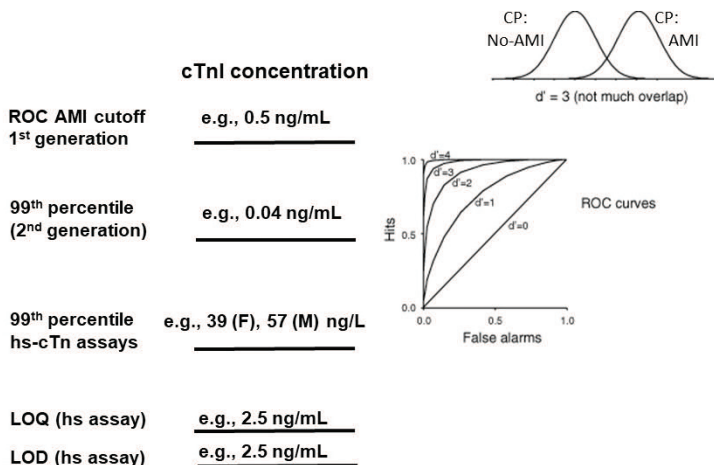 CP:
No-AMI
CP:
AMI
d' = 3 (not much overlap)
cTnI concentration
ROC AMI cutoff
1st generation
e.g., 0.5 ng/mL
99th percentile
(2nd generation)
e.g., 0.04 ng/mL
99th percentile
hs-cTn assays
e.g., 39 (F), 57 (M) ng/L
LOQ (hs assay)
e.g., 2.5 ng/mL
LOD (hs assay)
e.g., 2.5 ng/mL
1.0
0.5
0.0
Hits
d'=4
d'=3
d'=2
d'=1
d'=0
ROC curves
0.0
0.5
1.0
False alarms